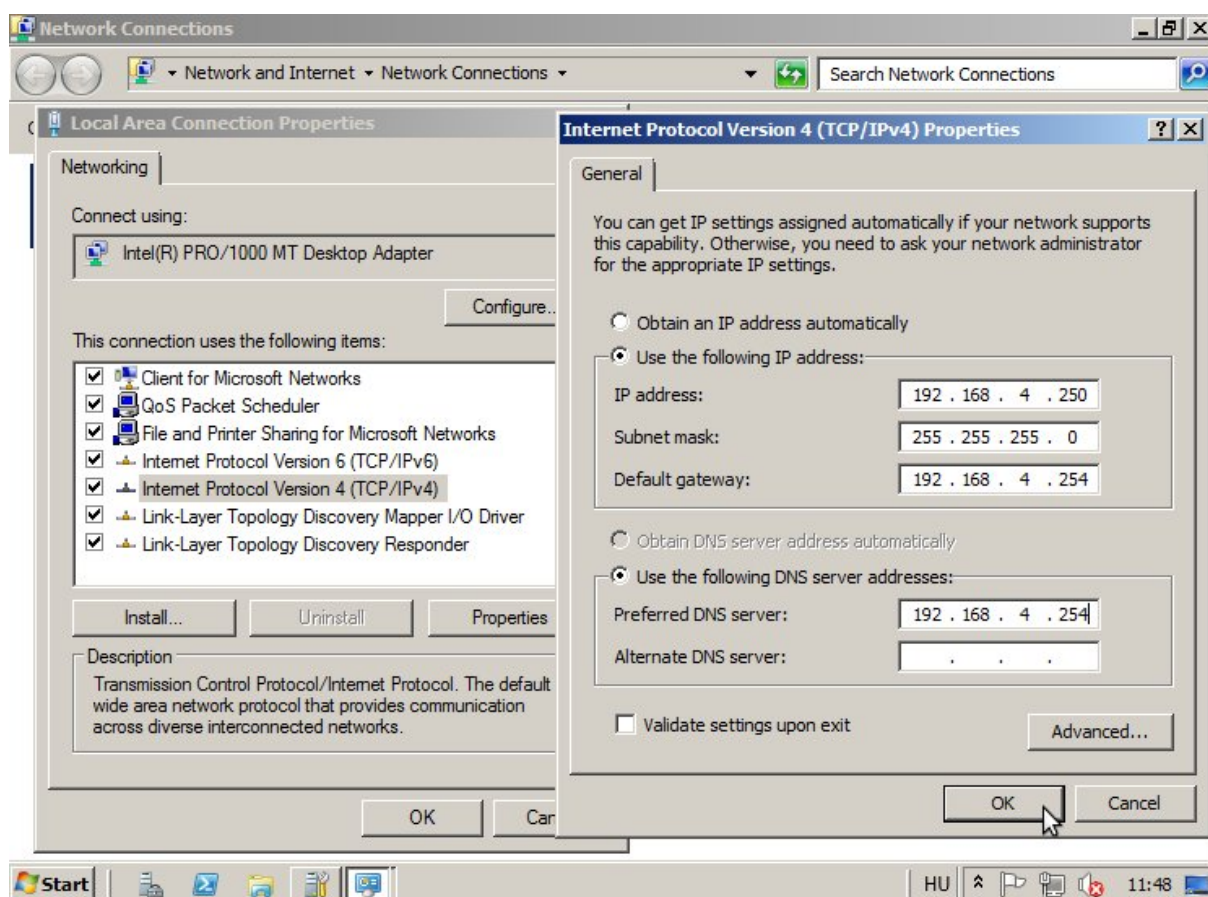 Network Connections
Network and Internet Network Connections
Search Network Connections
Local Area Connection Properties
Networking
Connect using:
Intel(R) PRO/1000 MT Desktop Adapter
Configure..
This connection uses the following items:
Client for Microsoft Networks
QoS Packet Scheduler
File and Printer Sharing for Microsoft Networks
Internet Protocol Version 6 (TCP/IPv6)
Internet Protocol Version 4 (TCP/IPv4)
Link-Layer Topology Discovery Mapper I/O Driver
Link-Layer Topology Discovery Responder
Install...
Uninstall
Properties
Description
Transmission Control Protocol/Internet Protocol. The default
wide area network protocol that provides communication
across diverse interconnected networks.
OK
Can
Internet Protocol Version 4 (TCP/IPv4) Properties
General
You can get IP settings assigned automatically if your network supports
this capability. Otherwise, you need to ask your network administrator
for the appropriate IP settings.
Obtain an IP address automatically
Use the following IP address:
IP address: 192 . 168 . 4 . 250
Subnet mask: 255 . 255 . 255 . 0
Default gateway: 192 . 168 . 4 . 254
Obtain DNS server address automatically
Use the following DNS server addresses:
Preferred DNS server: 192 . 168 . 4 . 254
Alternate DNS server: . . .
Validate settings upon exit
Advanced...
OK
Cancel
Start
HU
11:48